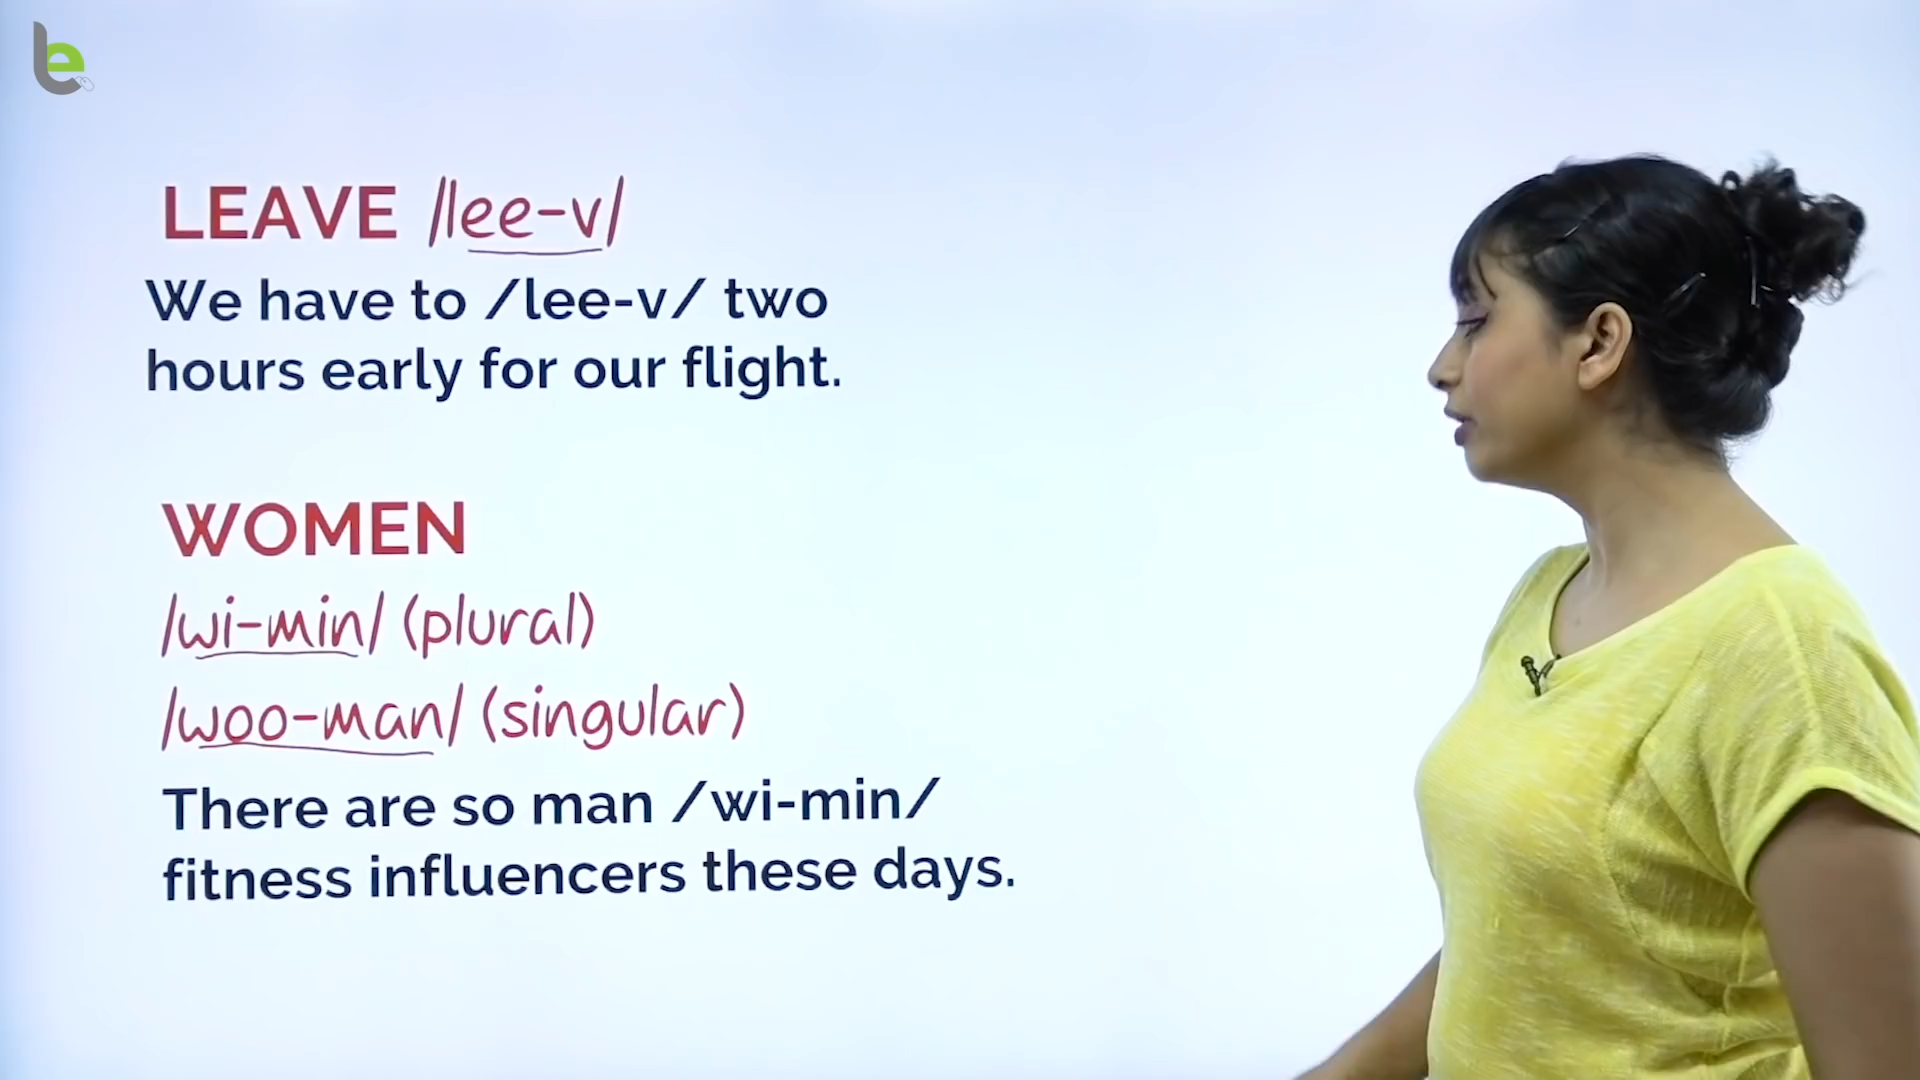 LEAVE /lee-v/
We have to /lee-v/ two
hours early for our flight.
WOMEN
/wi-min/ (plural)
/woo-man/ (singular)
There are so man /wi-min/
fitness influencers these days.